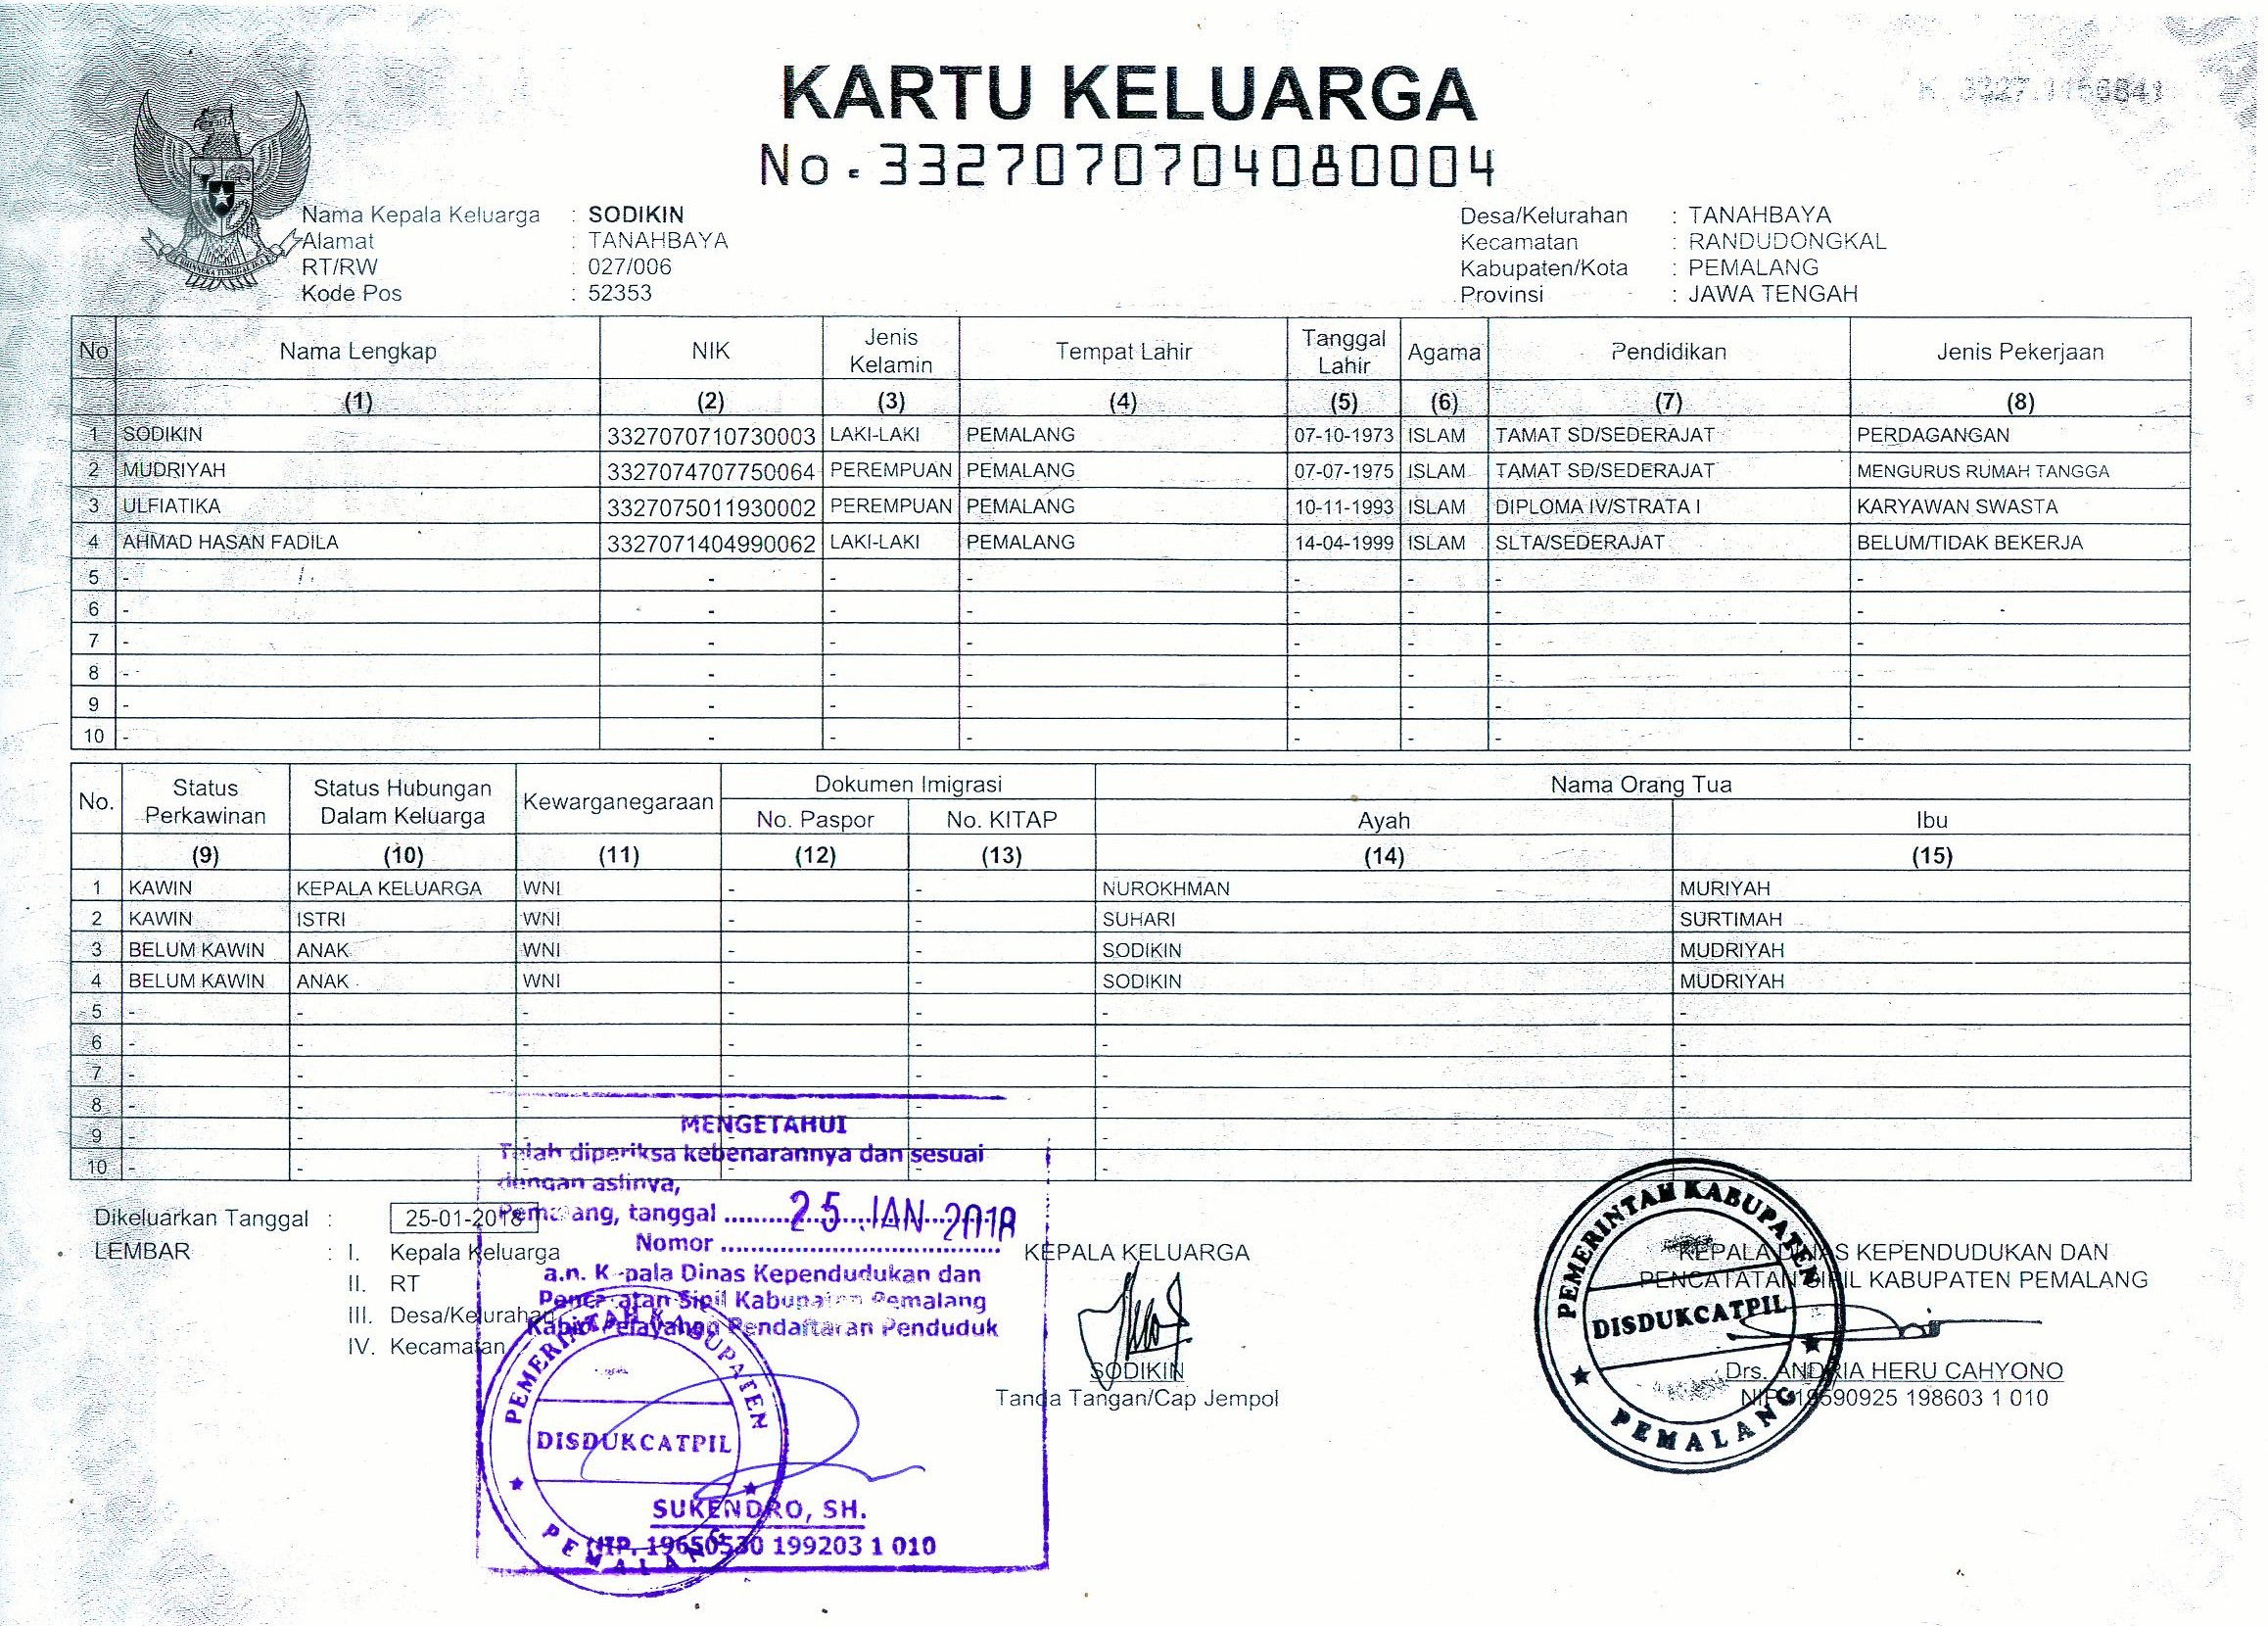 KARTU KELUARGA
No. 3327070704080004
Nama Kepala Keluarga : SODIKIN
Alamat : TANAHBAYA
RT/RW : 027/006
Kode Pos : 52353
Desa/Kelurahan : TANAHBAYA
Kecamatan : RANDUDONGKAL
Kabupaten/Kota : PEMALANG
Provinsi : JAWA TENGAH
No Nama Lengkap NIK Jenis Kelamin Tempat Lahir Tanggal Lahir Agama Pendidikan Jenis Pekerjaan
(1) (2) (3) (4) (5) (6) (7) (8)
1 SODIKIN 3327070710730003 LAKI-LAKI PEMALANG 07-10-1973 ISLAM TAMAT SD/SEDERAJAT PERDAGANGAN
2 MUDRIYAH 3327074707750064 PEREMPUAN PEMALANG 07-07-1975 ISLAM TAMAT SD/SEDERAJAT MENGURUS RUMAH TANGGA
3 ULFIATIKA 3327075011930002 PEREMPUAN PEMALANG 10-11-1993 ISLAM DIPLOMA IV/STRATA I KARYAWAN SWASTA
4 AHMAD HASAN FADILA 3327071404990062 LAKI-LAKI PEMALANG 14-04-1999 ISLAM SLTA/SEDERAJAT BELUM/TIDAK BEKERJA
5 - - - - - - - -
6 - - - - - - - -
7 - - - - - - - -
8 - - - - - - - -
9 - - - - - - - -
10 - - - - - - - -
No. Status Perkawinan Status Hubungan Dalam Keluarga Kewarganegaraan Dokumen Imigrasi Nama Orang Tua
No. Paspor No. KITAP Ayah Ibu
(9) (10) (11) (12) (13) (14) (15)
1 KAWIN KEPALA KELUARGA WNI - - NUROKHMAN MURIYAH
2 KAWIN ISTRI WNI - - SUHARI SURTIMAH
3 BELUM KAWIN ANAK WNI - - SODIKIN MUDRIYAH
4 BELUM KAWIN ANAK WNI - - SODIKIN MUDRIYAH
5 - - - - - - -
6 - - - - - - -
7 - - - - - - -
8 - - - - - - -
9 - - - - - - -
10 - - - - - - -
Dikeluarkan Tanggal : 25-01-2018
LEMBAR : I. Kepala Keluarga
II. RT
III. Desa/Kelurahan
IV. Kecamatan
MENGETAHUI
Telah diperiksa kebenarannya dan sesuai
dengan aslinya,
Pemalang, tanggal 25 JAN 2018
Nomor
a.n. Kepala Dinas Kependudukan dan
Pencatatan Sipil Kabupaten Pemalang
Kabid Pelayanan Pendaftaran Penduduk
PEMERINTAH KABUPATEN
DISDUKCATPIL
PEMALANG
SUKENDRO, SH.
NIP. 19650530 199203 1 010
KEPALA KELUARGA
SODIKIN
Tanda Tangan/Cap Jempol
KEPALA DINAS KEPENDUDUKAN DAN
PENCATATAN SIPIL KABUPATEN PEMALANG
PEMERINTAH KABUPATEN
DISDUKCATPIL
PEMALANG
Drs. ANDRIA HERU CAHYONO
NIP. 19590925 198603 1 010